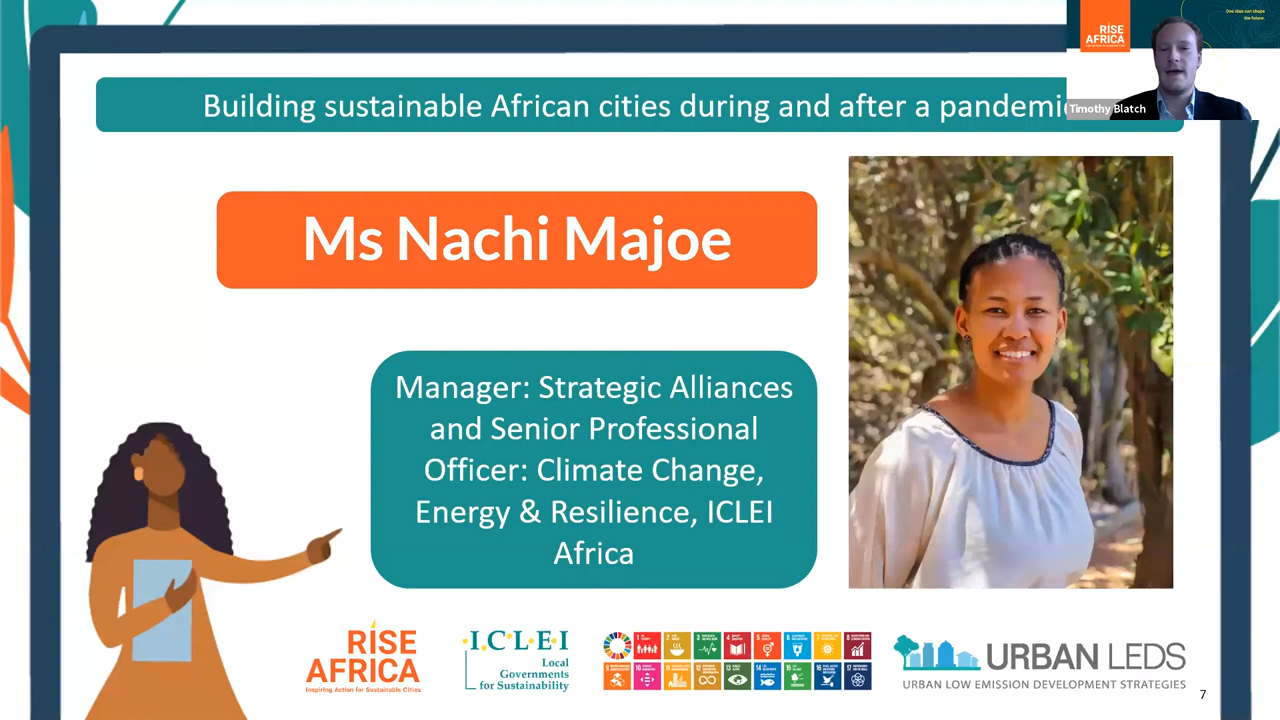 One idea can shape
the future.
RISE
AFRICA
Timothy Blatch
Building sustainable African cities during and after a pandemi
Ms Nachi Majoe
Manager: Strategic Alliances
and Senior Professional
Officer: Climate Change,
Energy & Resilience, ICLEI
Africa
RISE
AFRICA
Inspiring Action for Sustainable Cities
I.C.L.E.I
Local
Governments
for Sustainability
URBAN LEDS
URBAN LOW EMISSION DEVELOPMENT STRATEGIES
7